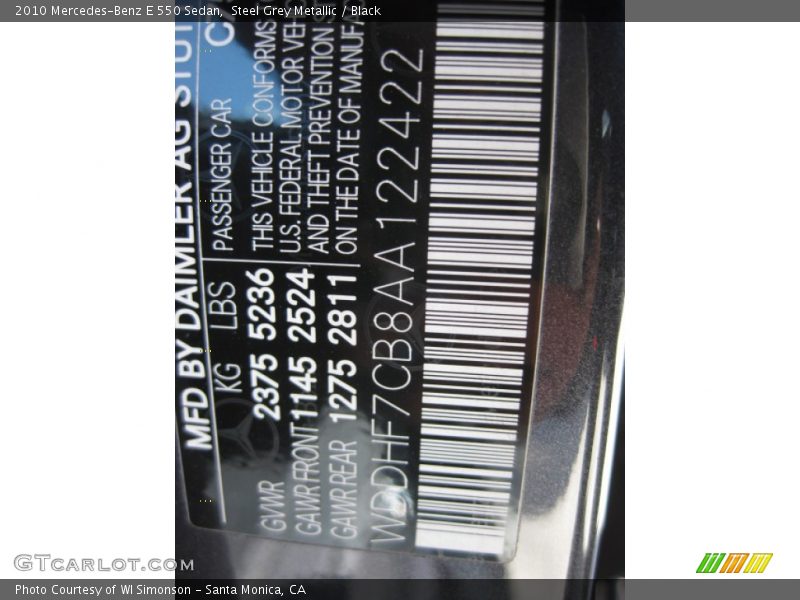 2010 Mercedes-Benz E 550 Sedan,  Steel Grey Metallic / Black
MFD BY DAIMLER AG STUT
KG LBS
PASSENGER CAR
GVWR 2375 5236
GAWR FRONT 1145 2524
GAWR REAR 1275 2811
THIS VEHICLE CONFORMS
U.S. FEDERAL MOTOR VEH
AND THEFT PREVENTION S
ON THE DATE OF MANUFA
WDDHF7CB8AA122422
GTcarlot.com
Photo Courtesy of WI Simonson - Santa Monica, CA